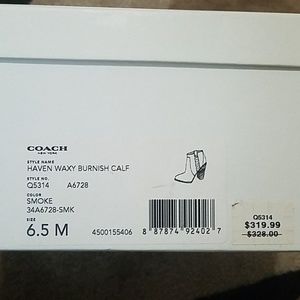 COACH
NEW YORK
STYLE NAME
HAVEN WAXY BURNISH CALF
STYLE NO.
Q5314 A6728
COLOR
SMOKE
34A6728-SMK
SIZE
6.5 M 4500155406
8 87874 92402 7
Q5314
$319.99
$328.00